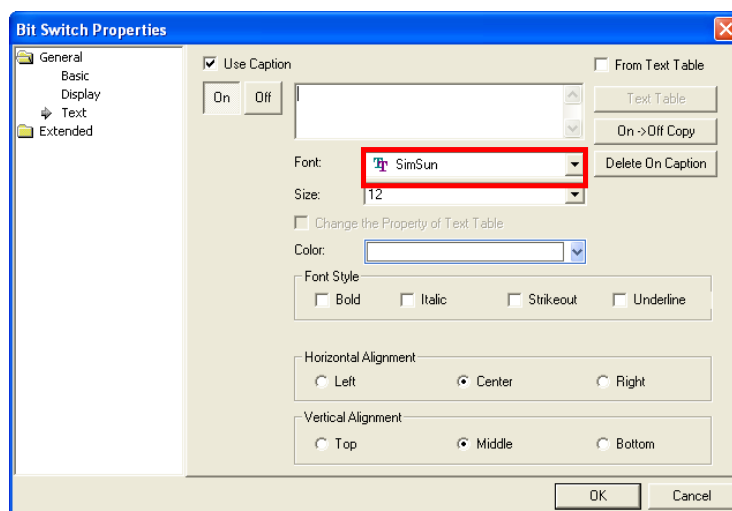 Bit Switch Properties
General
Basic
Display
Text
Extended
Use Caption
From Text Table
On Off
Text Table
On ->Off Copy
Delete On Caption
Font: SimSun
Size: 12
Change the Property of Text Table
Color:
Font Style
Bold Italic Strikeout Underline
Horizontal Alignment
Left Center Right
Vertical Alignment
Top Middle Bottom
OK Cancel